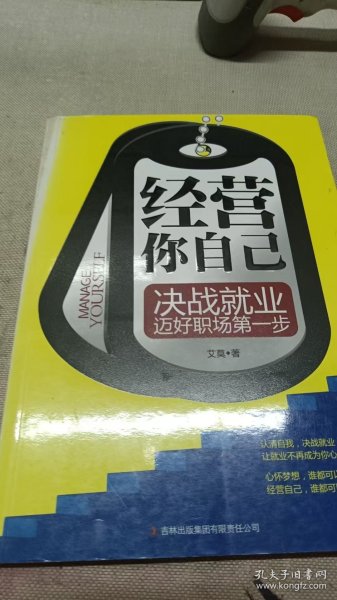 经营
你自己
MANAGE
YOURSELF
决战就业
迈好职场第一步
艾莫•著
认清自我，决战就业
让就业不再成为你心
心怀梦想，谁都可以
经营自己，谁都可
吉林出版集团有限责任公司
孔夫子旧书网